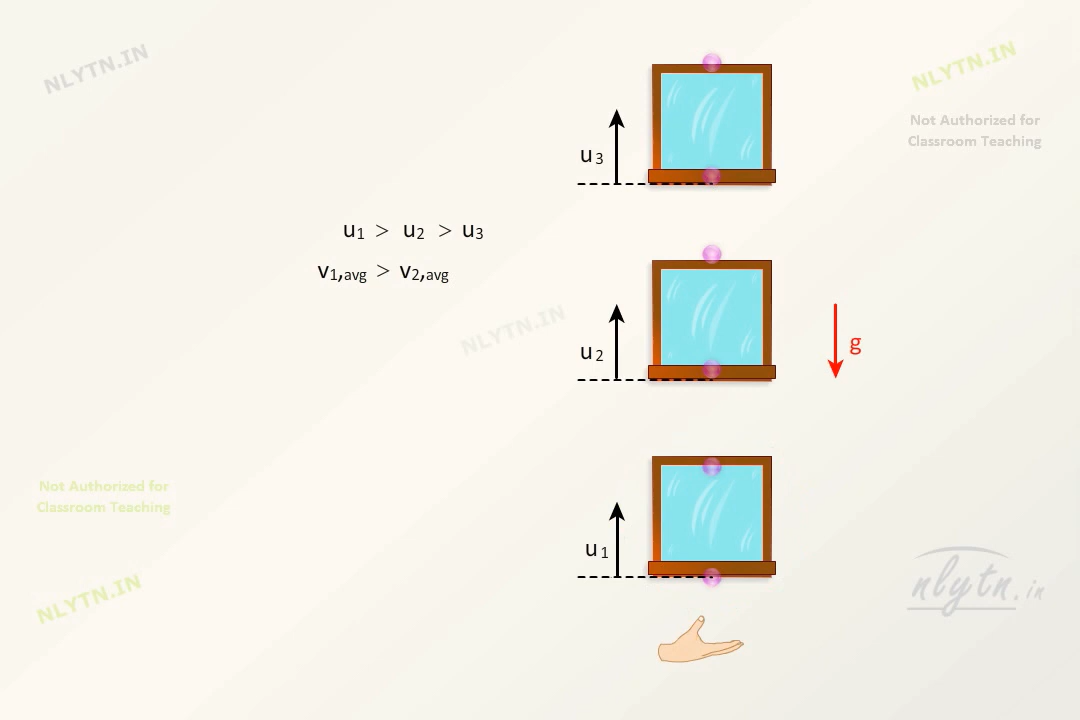 NLYTN.IN
NLYTN.IN
Not Authorized for
Classroom Teaching
u3
u1 > u2 > u3
v1,avg > v2,avg
NLYTN.IN
u2
g
Not Authorized for
Classroom Teaching
u1
NLYTN.IN
nlytn.in